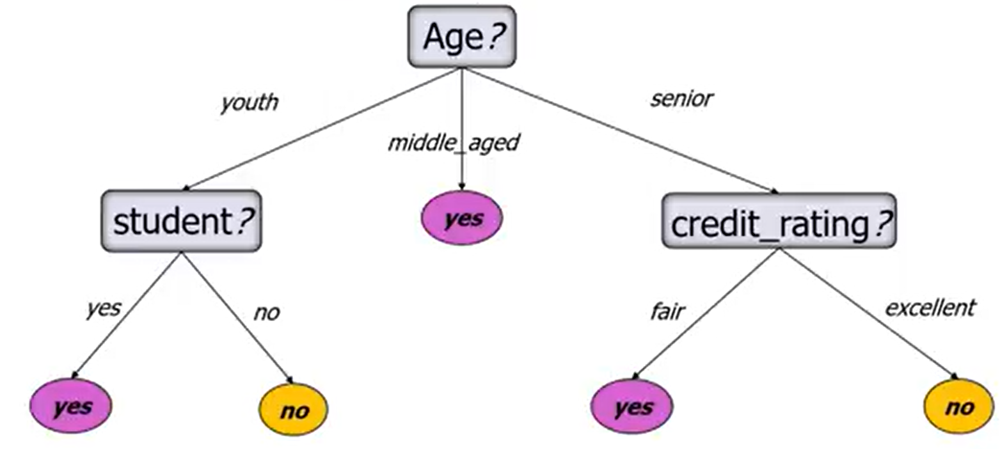 Age?
youth
senior
middle_aged
student?
yes
credit_rating?
yes
no
fair
excellent
yes
no
yes
no